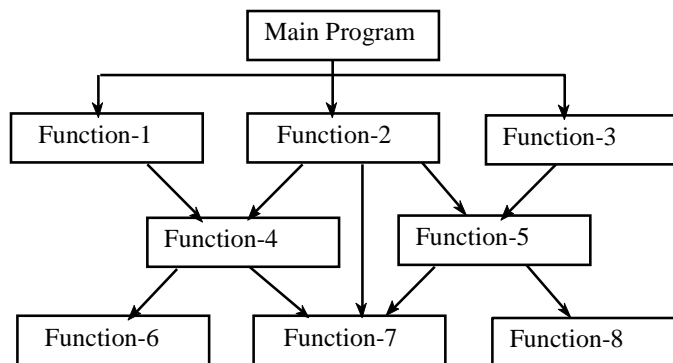 Main Program
Function-1
Function-2
Function-3
Function-4
Function-5
Function-6
Function-7
Function-8